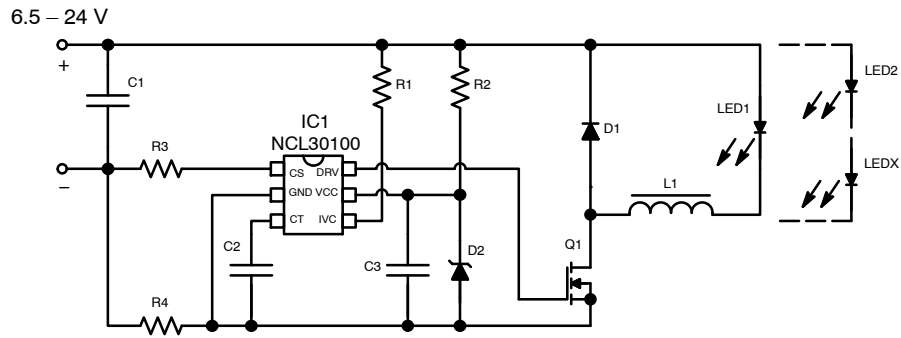 6.5 – 24 V
+
–
C1
R3
IC1
NCL30100
CS DRV
GND VCC
CT IVC
R1
R2
D1
LED1
LED2
LEDX
L1
C2
C3
D2
Q1
R4